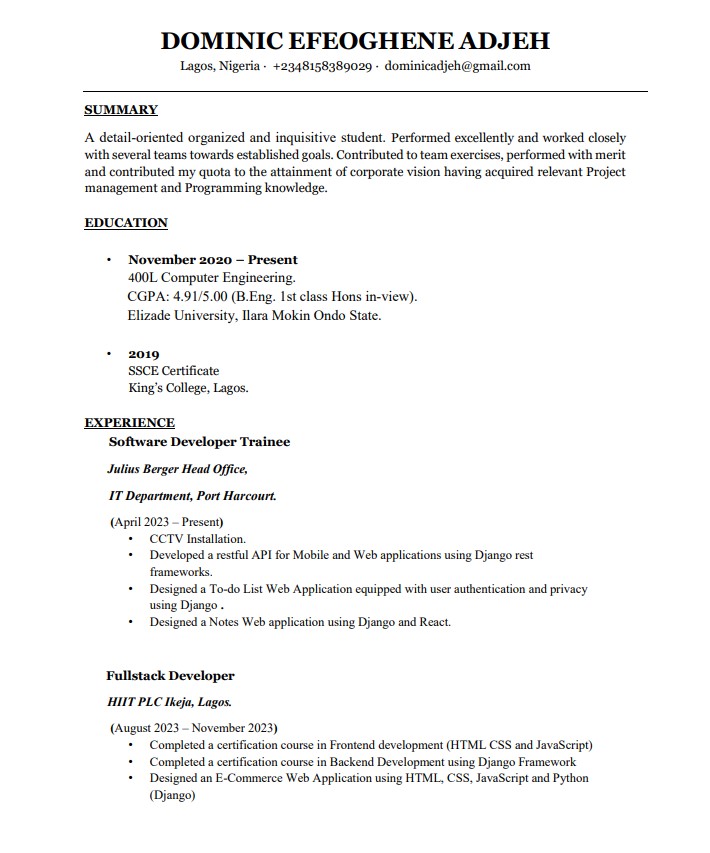 DOMINIC EFEOGHENE ADJEH
Lagos, Nigeria · +2348158389029 · dominicadjeh@gmail.com
SUMMARY
A detail-oriented organized and inquisitive student. Performed excellently and worked closely
with several teams towards established goals. Contributed to team exercises, performed with merit
and contributed my quota to the attainment of corporate vision having acquired relevant Project
management and Programming knowledge.
EDUCATION
• November 2020 – Present
400L Computer Engineering.
CGPA: 4.91/5.00 (B.Eng. 1st class Hons in-view).
Elizade University, Ilara Mokin Ondo State.
• 2019
SSCE Certificate
King’s College, Lagos.
EXPERIENCE
Software Developer Trainee
Julius Berger Head Office,
IT Department, Port Harcourt.
(April 2023 – Present)
• CCTV Installation.
• Developed a restful API for Mobile and Web applications using Django rest
frameworks.
• Designed a To-do List Web Application equipped with user authentication and privacy
using Django .
• Designed a Notes Web application using Django and React.
Fullstack Developer
HIIT PLC Ikeja, Lagos.
(August 2023 – November 2023)
• Completed a certification course in Frontend development (HTML CSS and JavaScript)
• Completed a certification course in Backend Development using Django Framework
• Designed an E-Commerce Web Application using HTML, CSS, JavaScript and Python
(Django)